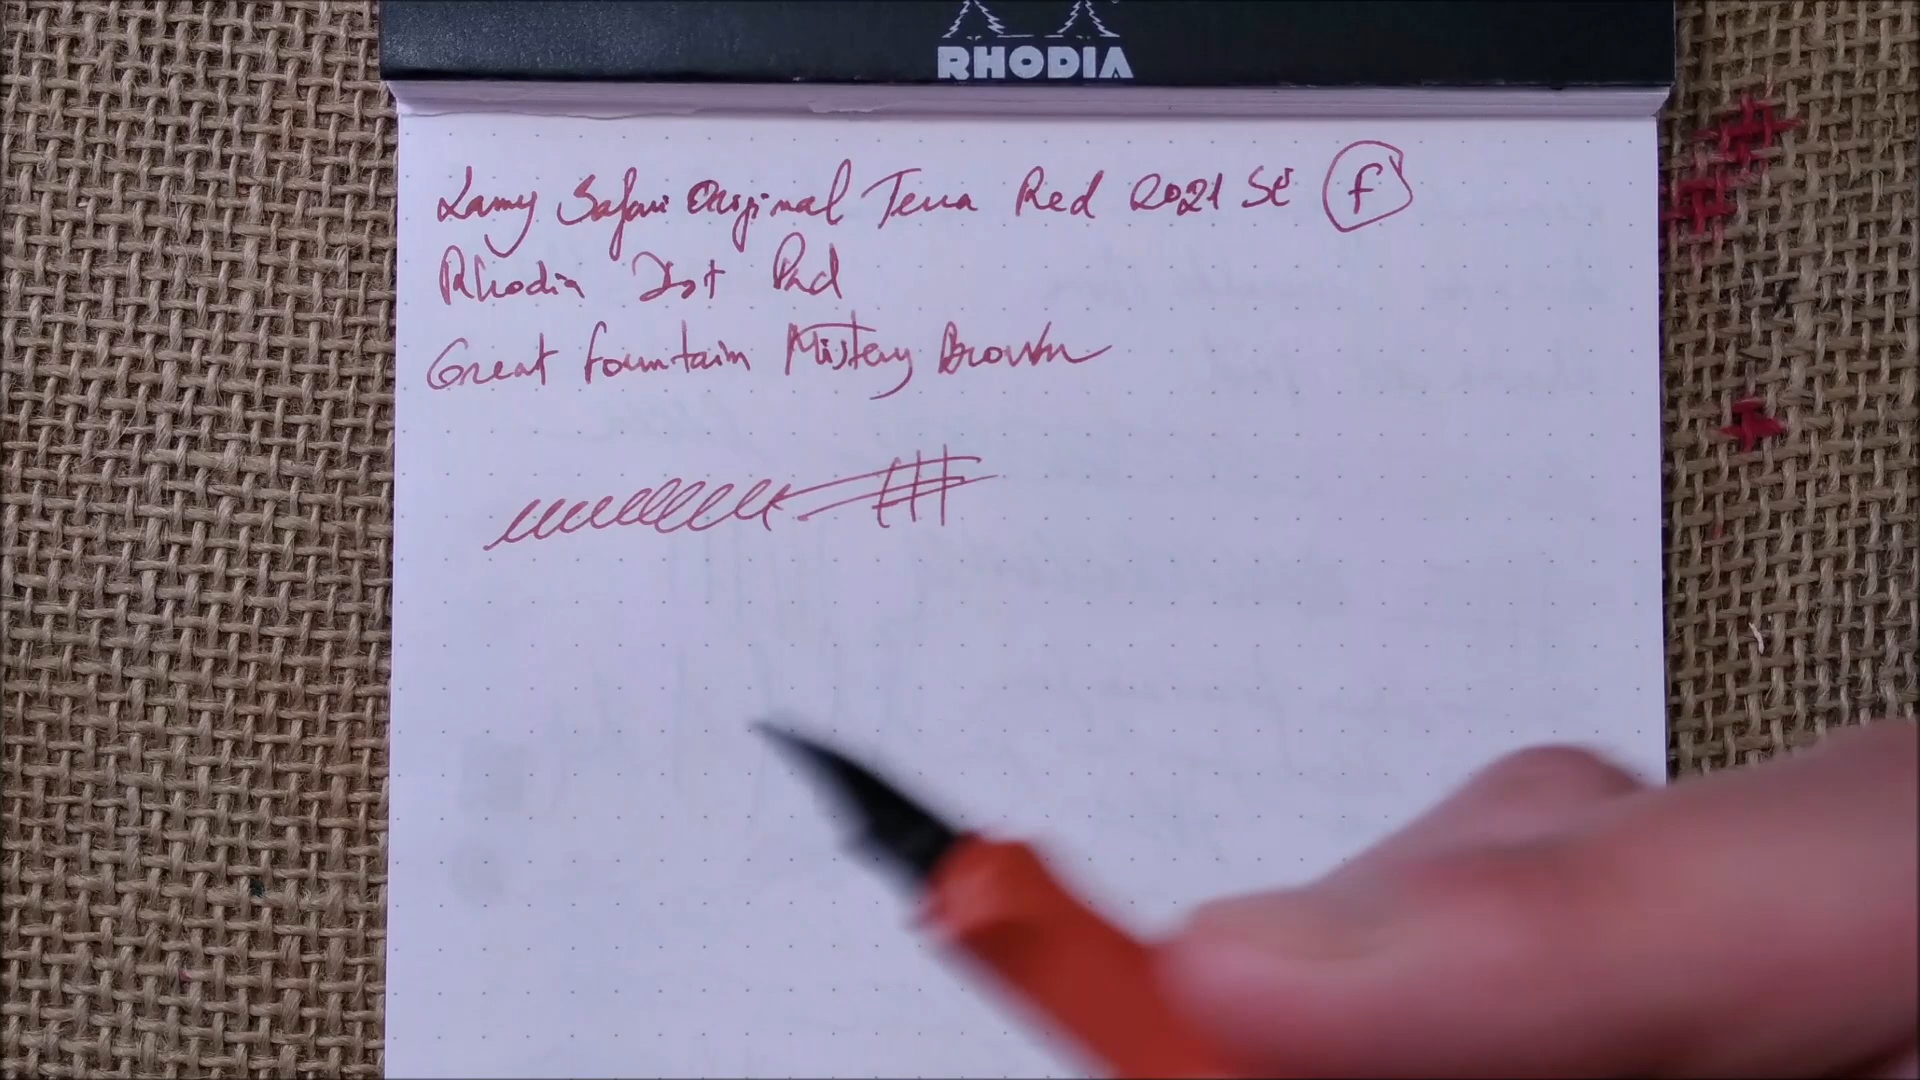 RHODIA
Lamy Safari Original Terra Red 2021 SE F
Rhodia Dot Pad
Great Fountain Mistery Brown